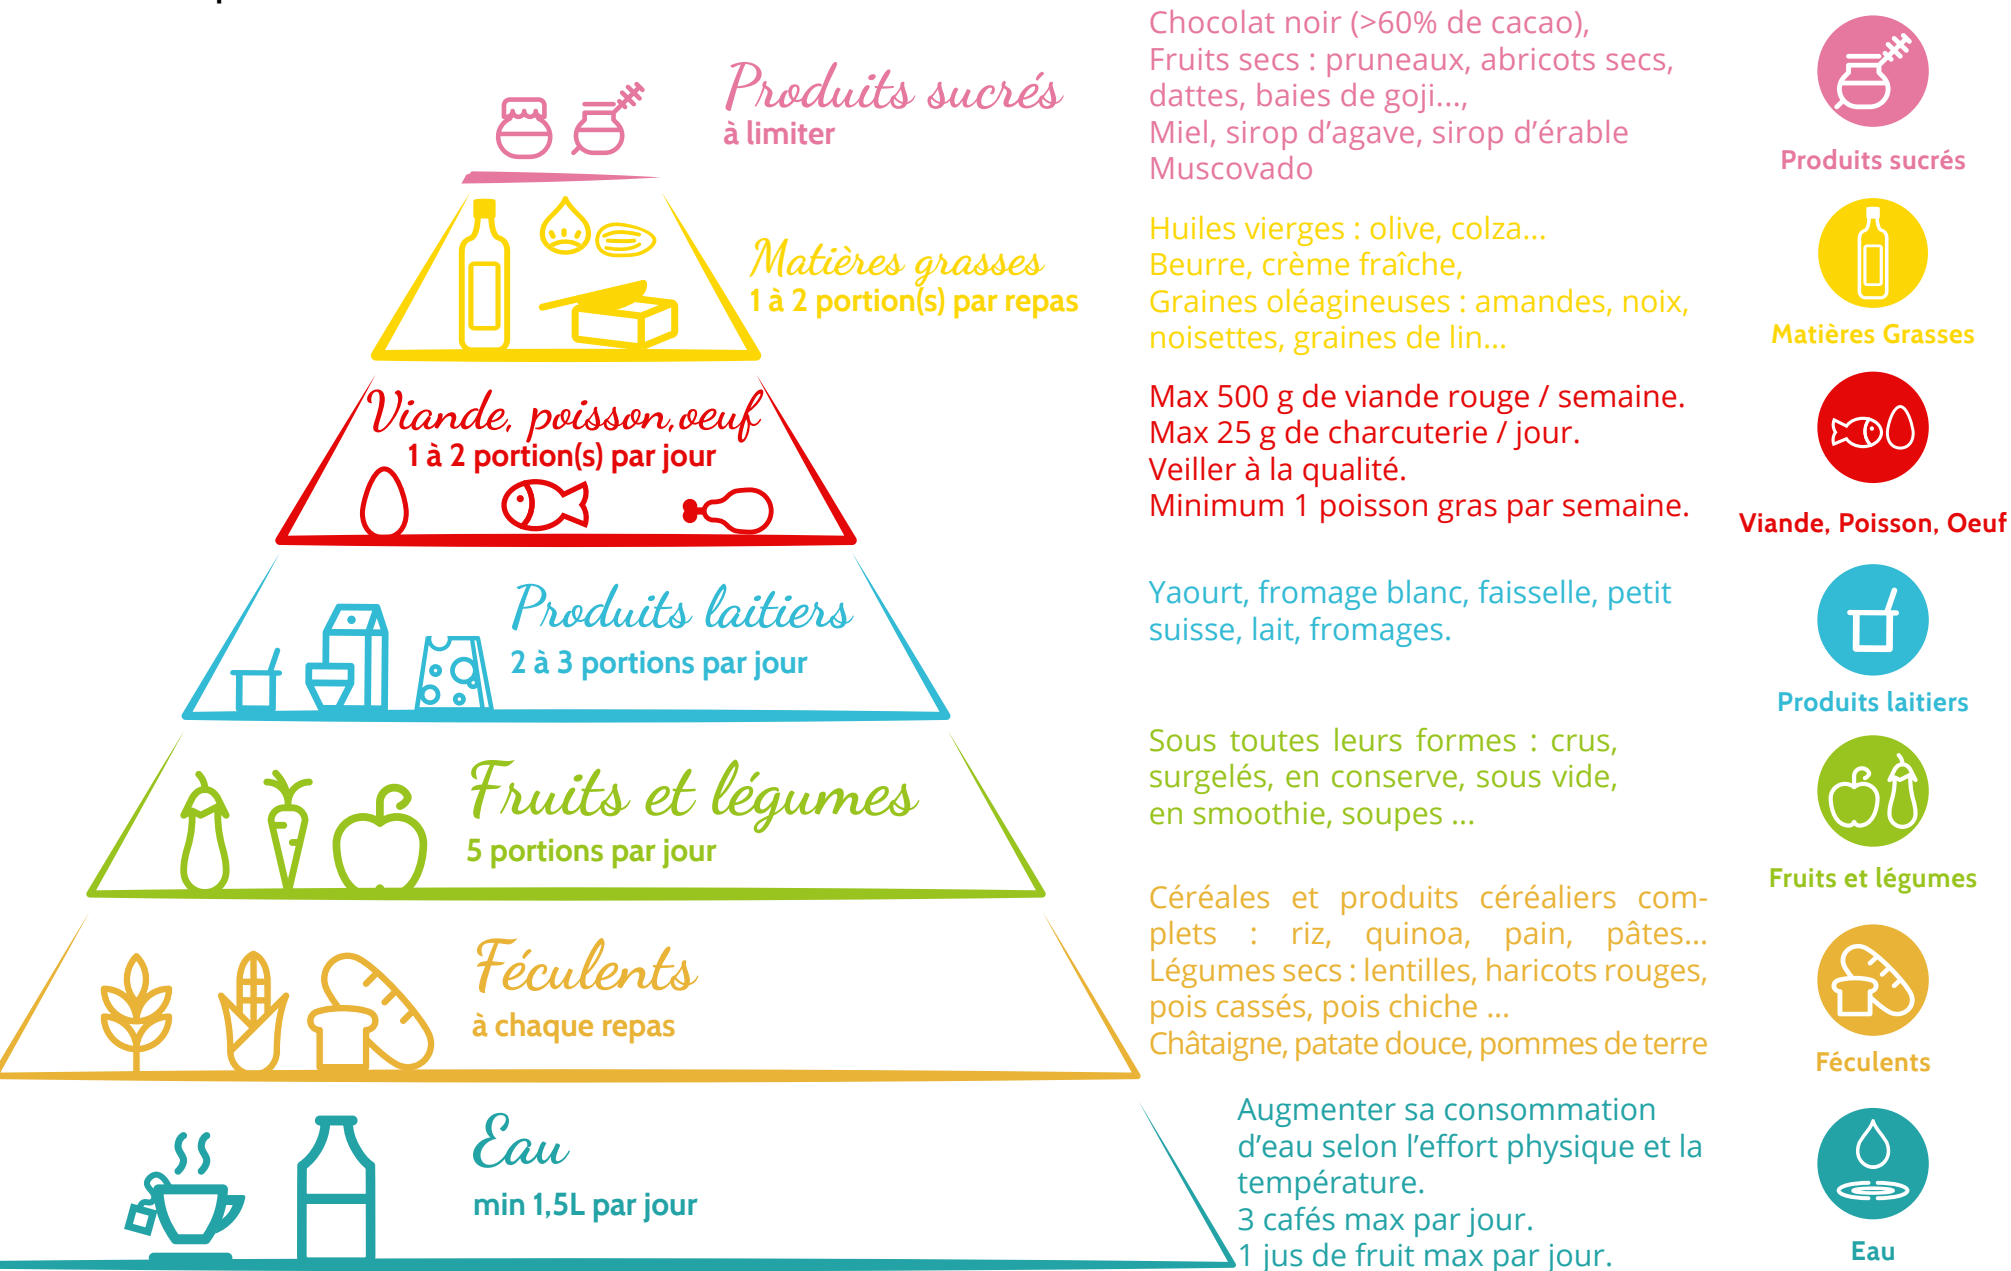 Produits sucrés
à limiter
Chocolat noir (>60% de cacao),
Fruits secs : pruneaux, abricots secs,
dattes, baies de goji...,
Miel, sirop d'agave, sirop d'érable
Muscovado
Produits sucrés
Matières grasses
1 à 2 portion(s) par repas
Huiles vierges : olive, colza...
Beurre, crème fraîche,
Graines oléagineuses : amandes, noix,
noisettes, graines de lin...
Matières Grasses
Viande, poisson, oeuf
1 à 2 portion(s) par jour
Max 500 g de viande rouge / semaine.
Max 25 g de charcuterie / jour.
Veiller à la qualité.
Minimum 1 poisson gras par semaine.
Viande, Poisson, Oeuf
Produits laitiers
2 à 3 portions par jour
Yaourt, fromage blanc, faisselle, petit
suisse, lait, fromages.
Produits laitiers
Fruits et légumes
5 portions par jour
Sous toutes leurs formes : crus,
surgelés, en conserve, sous vide,
en smoothie, soupes ...
Fruits et légumes
Féculents
à chaque repas
Céréales et produits céréaliers com-
plets : riz, quinoa, pain, pâtes...
Légumes secs : lentilles, haricots rouges,
pois cassés, pois chiche ...
Châtaigne, patate douce, pommes de terre
Féculents
Eau
min 1,5L par jour
Augmenter sa consommation
d'eau selon l'effort physique et la
température.
3 cafés max par jour.
1 jus de fruit max par jour.
Eau